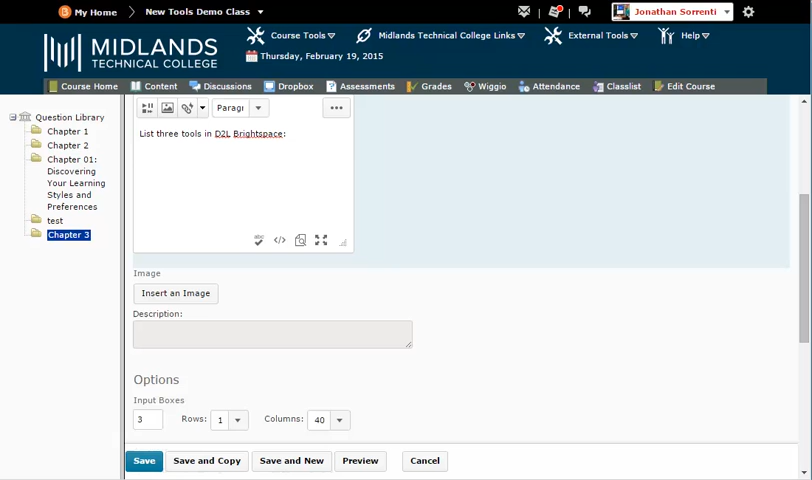 My Home
New Tools Demo Class
Jonathan Sorrenti
MIDLANDS
TECHNICAL COLLEGE
Course Tools
Midlands Technical College Links
External Tools
Help
Thursday, February 19, 2015
Course Home
Content
Discussions
Dropbox
Assessments
Grades
Wiggio
Attendance
Classlist
Edit Course
Question Library
Chapter 1
Chapter 2
Chapter 01:
Discovering
Your Learning
Styles and
Preferences
test
Chapter 3
Paragr
List three tools in D2L Brightspace:
abc
Image
Insert an Image
Description:
Options
Input Boxes
3
Rows:
1
Columns:
40
Save
Save and Copy
Save and New
Preview
Cancel